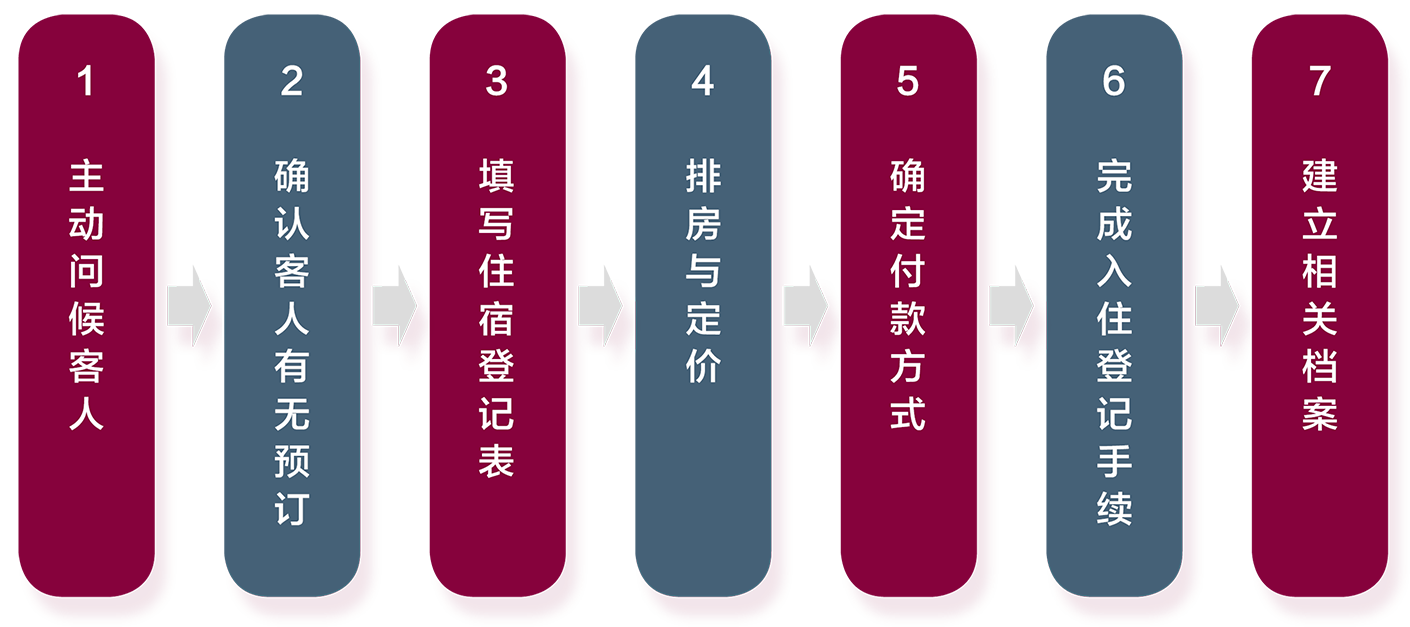 1
主动问候客人
2
确认客人有无预订
3
填写住宿登记表
4
排房与定价
5
确定付款方式
6
完成入住登记手续
7
建立相关档案